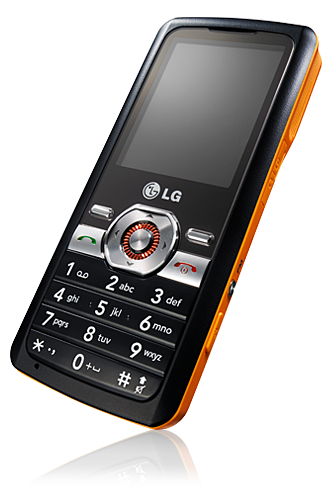 LG
1 2 abc 3 def
4 ghi 5 jkl 6 mno
7 pqrs 8 tuv 9 wxyz
*., 0+⎵ #